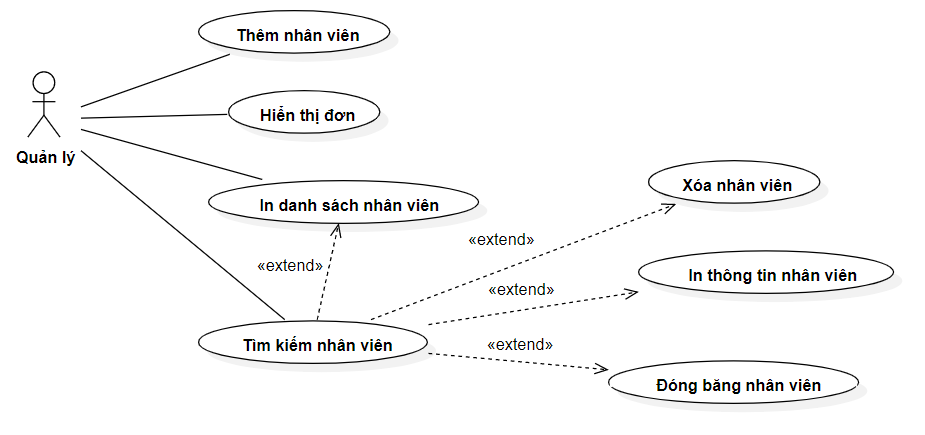 Thêm nhân viên
Hiển thị đơn
Quản lý
Xóa nhân viên
In danh sách nhân viên
«extend»
«extend»
In thông tin nhân viên
«extend»
Tìm kiếm nhân viên
«extend»
Đóng băng nhân viên